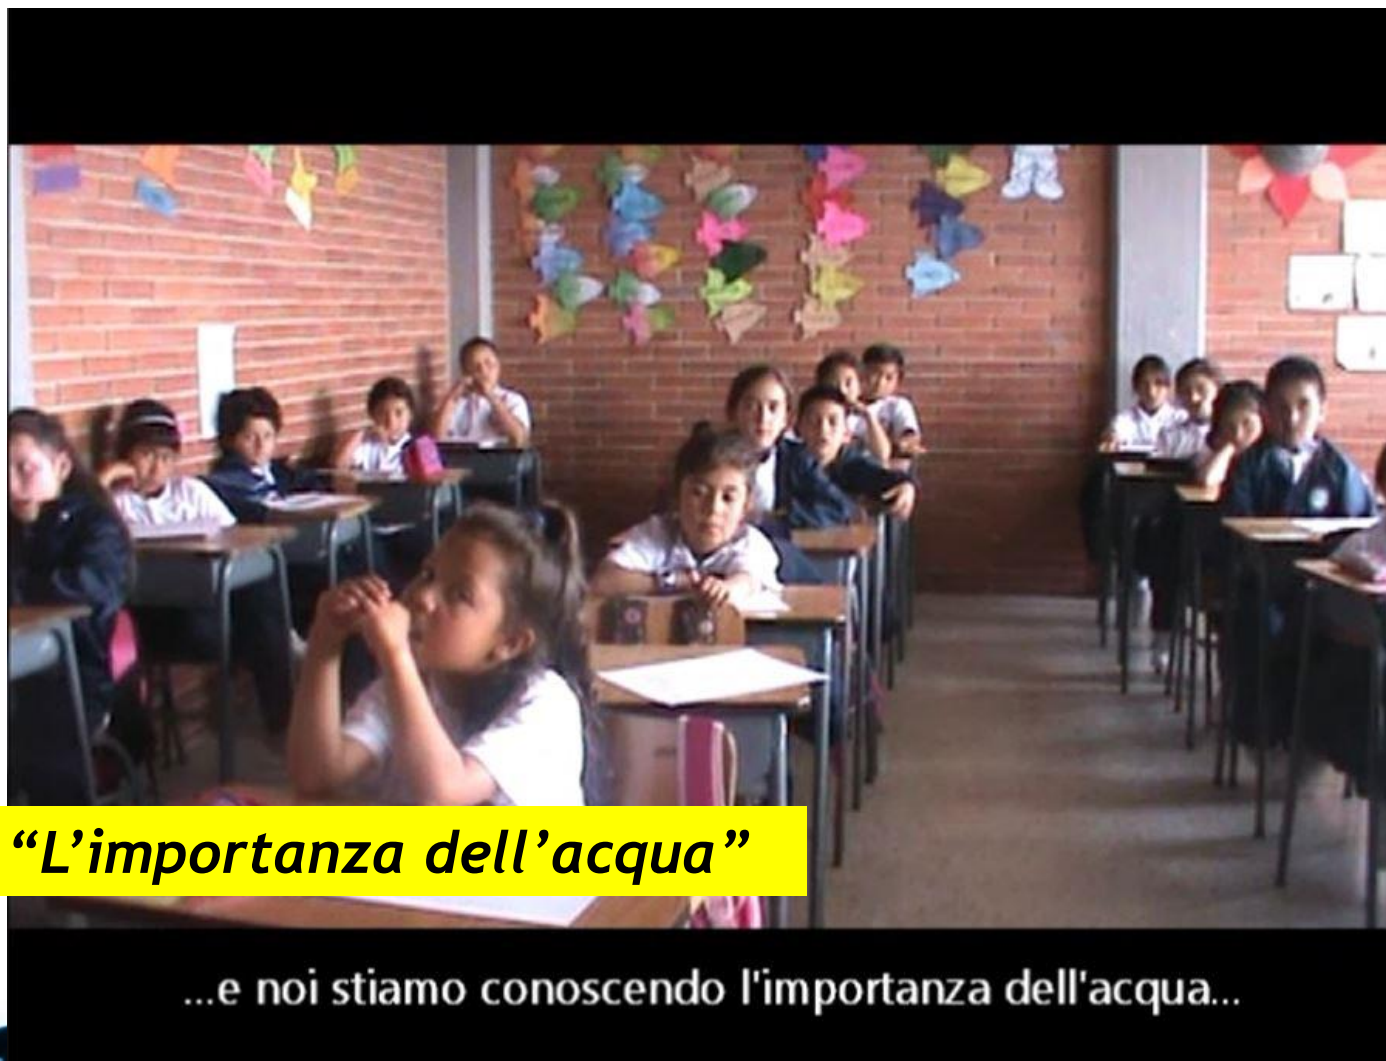 “L’importanza dell’acqua”
...e noi stiamo conoscendo l'importanza dell'acqua...